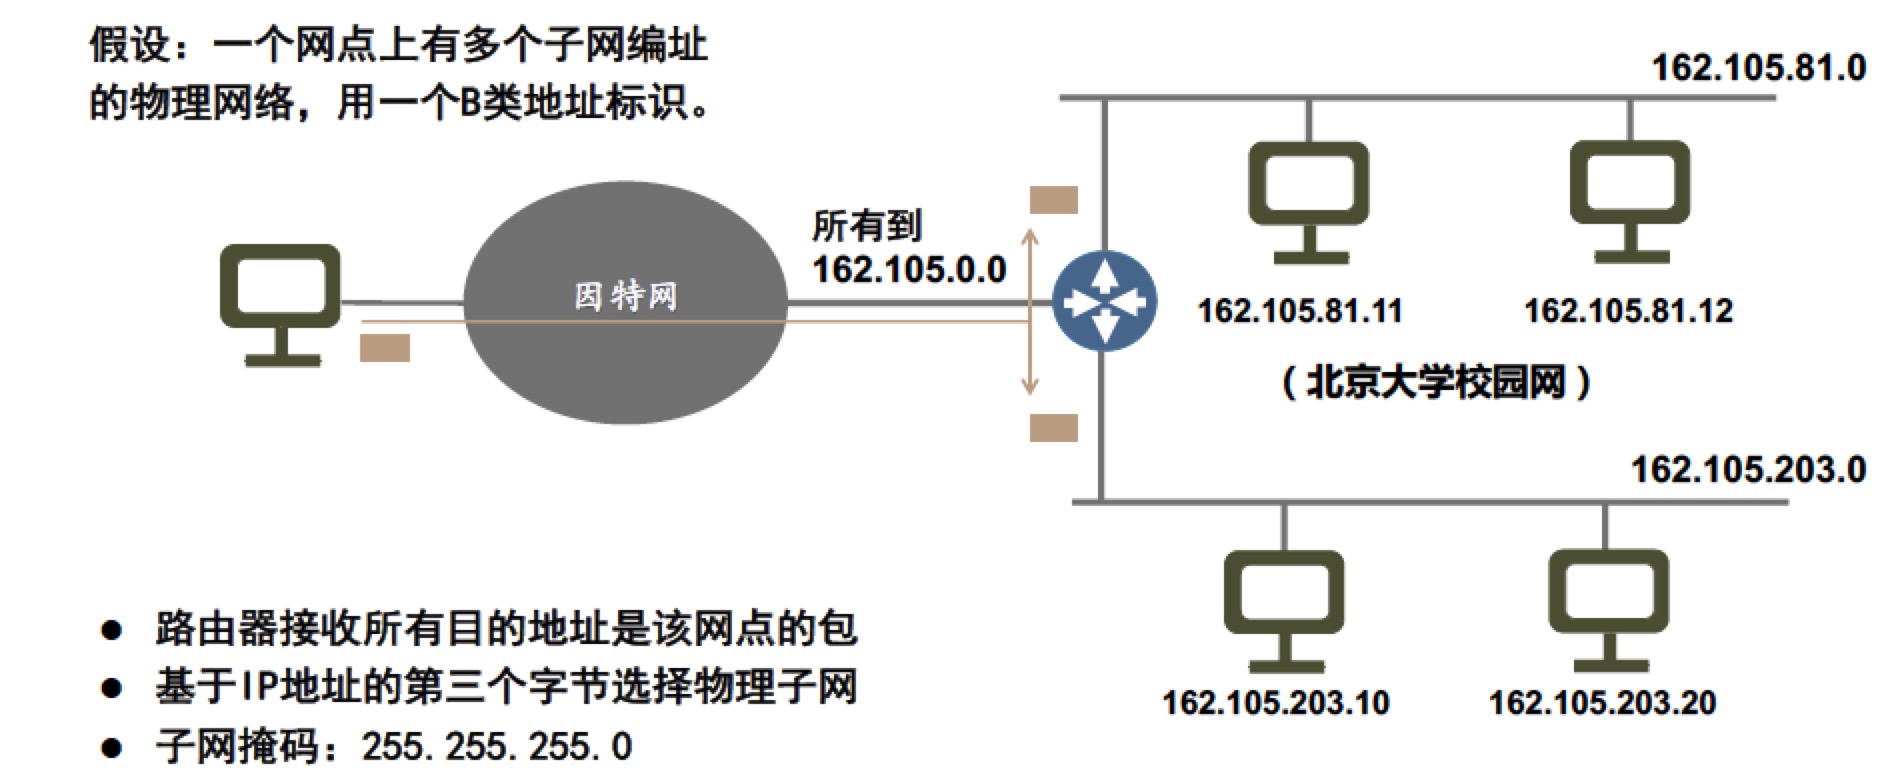 假设：一个网点上有多个子网编址
的物理网络，用一个B类地址标识。
162.105.81.0
所有到
162.105.0.0
因特网
162.105.81.11
162.105.81.12
（北京大学校园网）
162.105.203.0
162.105.203.10
162.105.203.20
● 路由器接收所有目的地址是该网点的包
● 基于IP地址的第三个字节选择物理子网
● 子网掩码：255.255.255.0